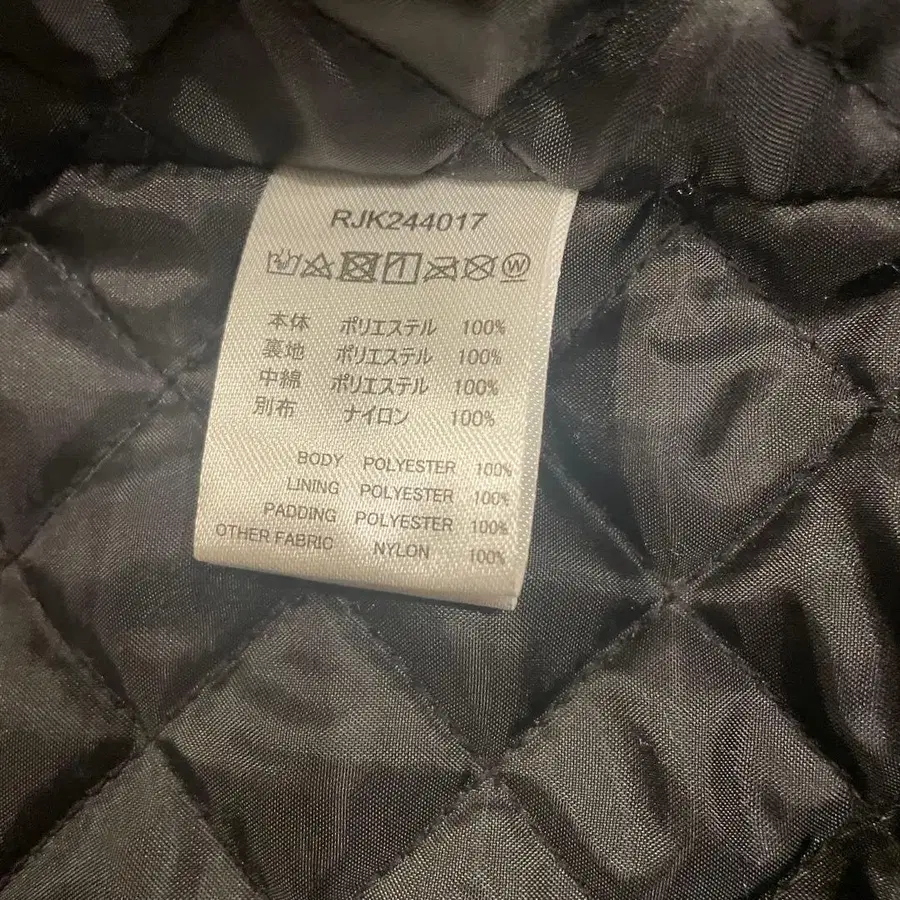 RJK244017
本体 ポリエステル 100%
裏地 ポリエステル 100%
中綿 ポリエステル 100%
別布 ナイロン 100%
BODY POLYESTER 100%
LINING POLYESTER 100%
PADDING POLYESTER 100%
OTHER FABRIC NYLON 100%